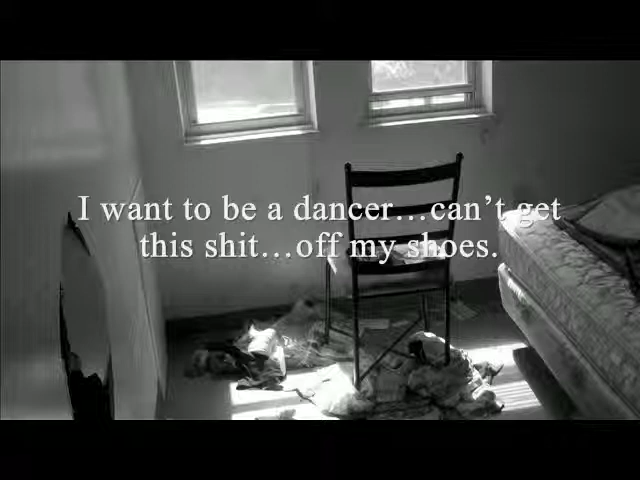 I want to be a dancer…can’t get
this shit…off my shoes.